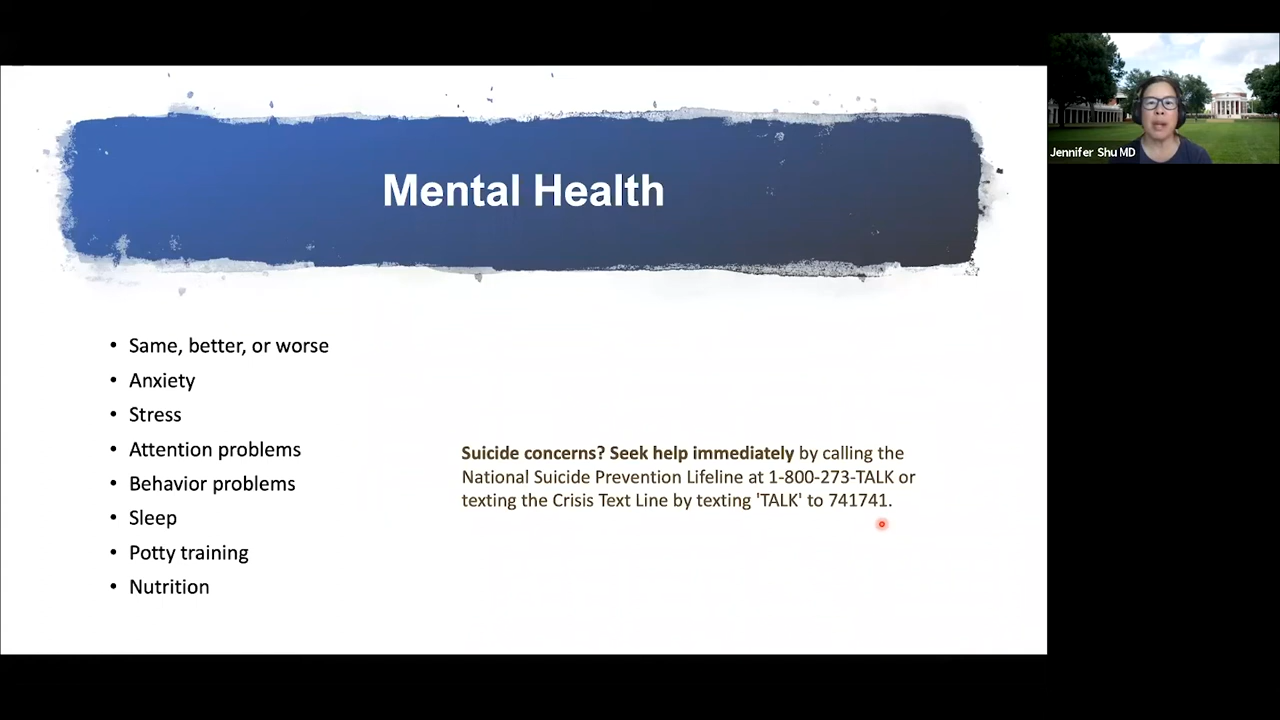 Mental Health
• Same, better, or worse
• Anxiety
• Stress
• Attention problems
• Behavior problems
• Sleep
• Potty training
• Nutrition
Suicide concerns? Seek help immediately by calling the
National Suicide Prevention Lifeline at 1-800-273-TALK or
texting the Crisis Text Line by texting 'TALK' to 741741.
Jennifer Shu MD